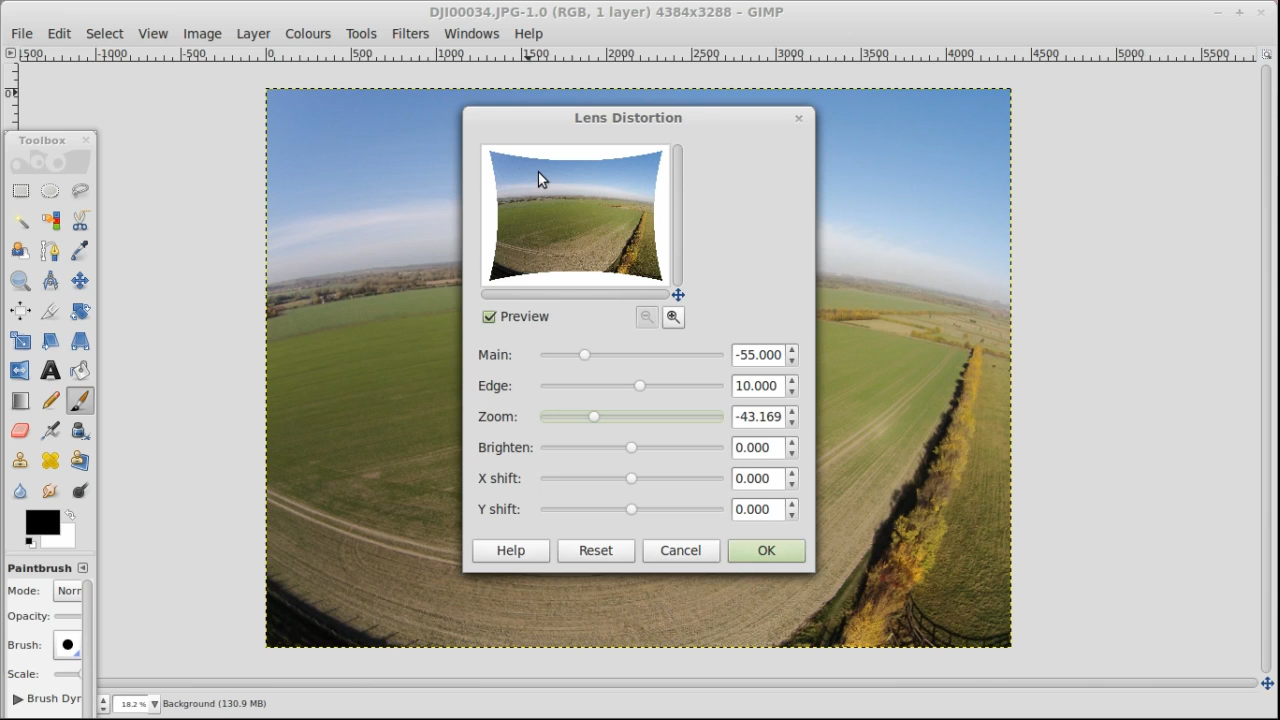 DJI00034.JPG-1.0 (RGB, 1 layer) 4384x3288 – GIMP
File Edit Select View Image Layer Colours Tools Filters Windows Help
1500 -1000 -500 0 500 1000 1500 2000 2500 3000 3500 4000 4500 5000 5500
0
Lens Distortion
Toolbox
Preview
Main: -55.000
Edge: 10.000
Zoom: -43.169
Brighten: 0.000
X shift: 0.000
Y shift: 0.000
Help Reset Cancel OK
Paintbrush
Mode: Norr
Opacity:
Brush:
Scale:
Brush Dyr
18.2 % Background (130.9 MB)